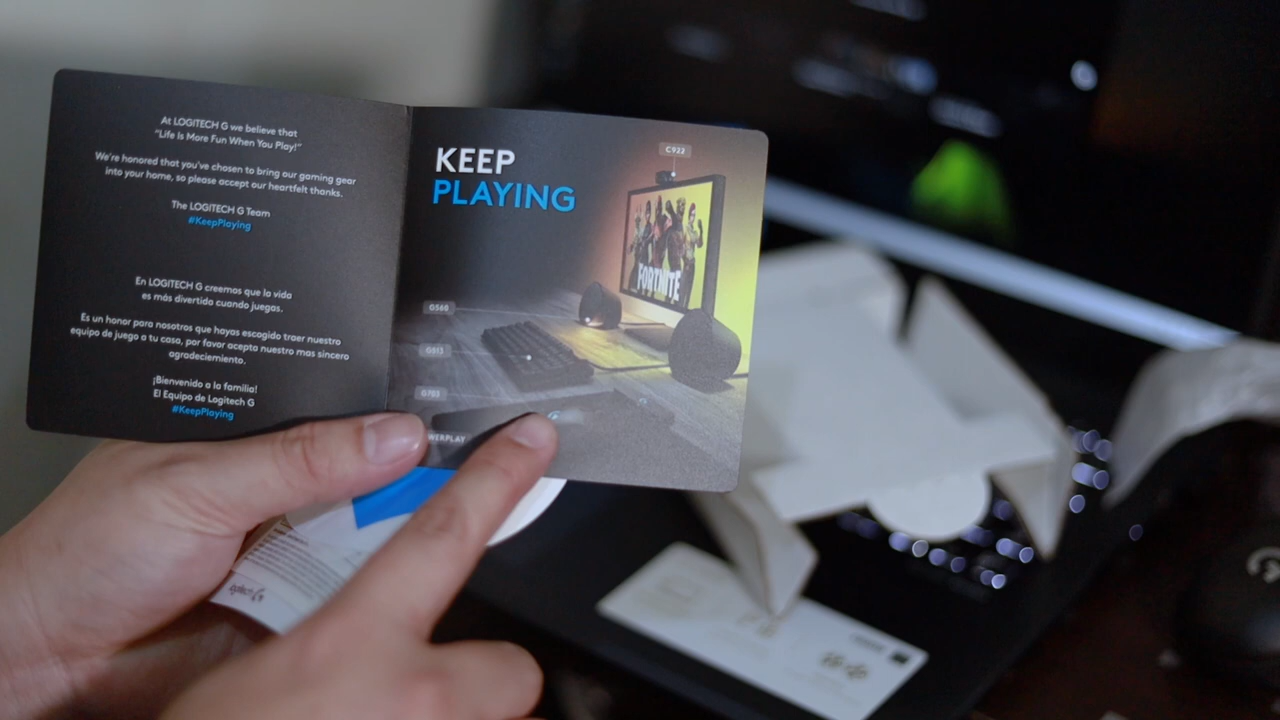 At LOGITECH G we believe that
"Life Is More Fun When You Play!"
We're honored that you've chosen to bring our gaming gear
into your home, so please accept our heartfelt thanks.
The LOGITECH G Team
#KeepPlaying
En LOGITECH G creemos que la vida
es más divertida cuando juegas.
Es un honor para nosotros que hayas escogido traer nuestro
equipo de juego a tu casa, por favor acepta nuestro mas sincero
agradeciemiento.
¡Bienvenido a la familia!
El Equipo de Logitech G
#KeepPlaying
KEEP
PLAYING
C922
FORTNITE
G560
G513
G703
logitech G